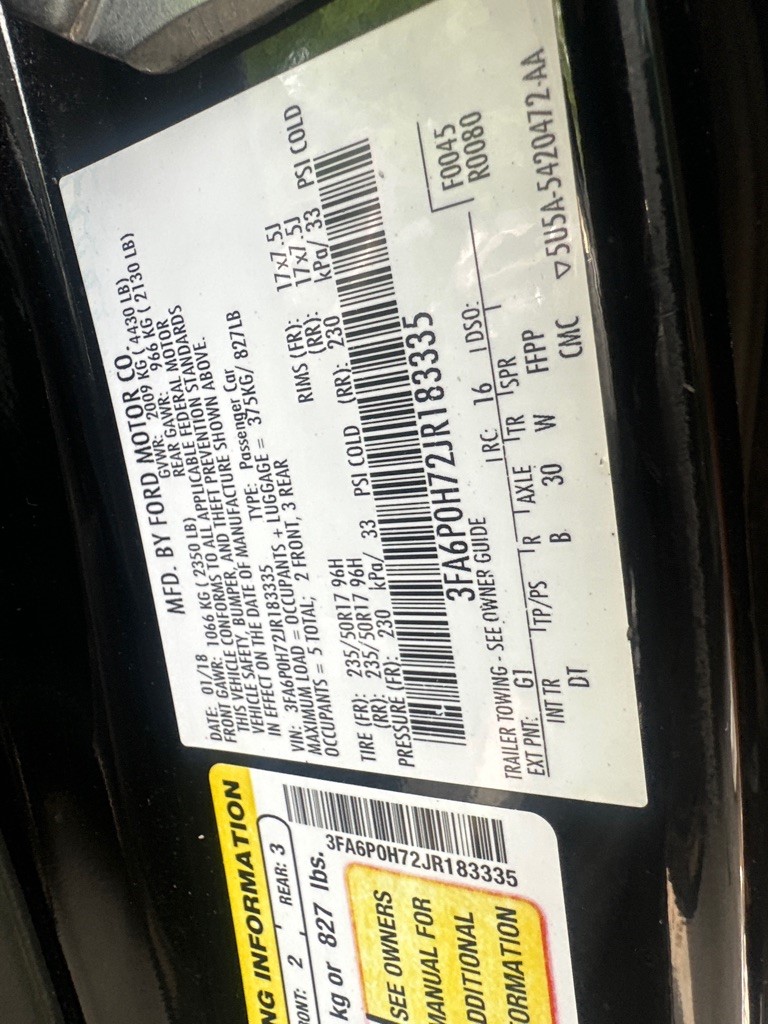 MFD. BY FORD MOTOR CO.
DATE: 01/18 GVWR: 2009 KG ( 4430 LB)
FRONT GAWR: 1066 KG ( 2350 LB) REAR GAWR: 966 KG ( 2130 LB)
THIS VEHICLE CONFORMS TO ALL APPLICABLE FEDERAL MOTOR
VEHICLE SAFETY, BUMPER, AND THEFT PREVENTION STANDARDS
IN EFFECT ON THE DATE OF MANUFACTURE SHOWN ABOVE.
VIN: 3FA6P0H72JR183335 TYPE: Passenger Car
MAXIMUM LOAD = OCCUPANTS + LUGGAGE = 375KG/ 827LB
OCCUPANTS = 5 TOTAL; 2 FRONT, 3 REAR
TIRE (FR): 235/50R17 96H RIMS (FR): 17x7.5J
(RR): 235/50R17 96H (RR): 17x7.5J
PRESSURE (FR): 230 kPa/ 33 PSI COLD (RR): 230 kPa/ 33 PSI COLD
3FA6P0H72JR183335
F0045
R0080
TRAILER TOWING - SEE OWNER GUIDE
EXT PNT: G1 RC: 16 DSO:
INT TR TP/PS R AXLE TR SPR
DT B 30 W FFPP
CMC ▽5U5A-5420472-AA
NG INFORMATION
RONT: 2 , REAR: 3
kg or 827 lbs.
3FA6P0H72JR183335
SEE OWNERS
MANUAL FOR
DDITIONAL
ORMATION